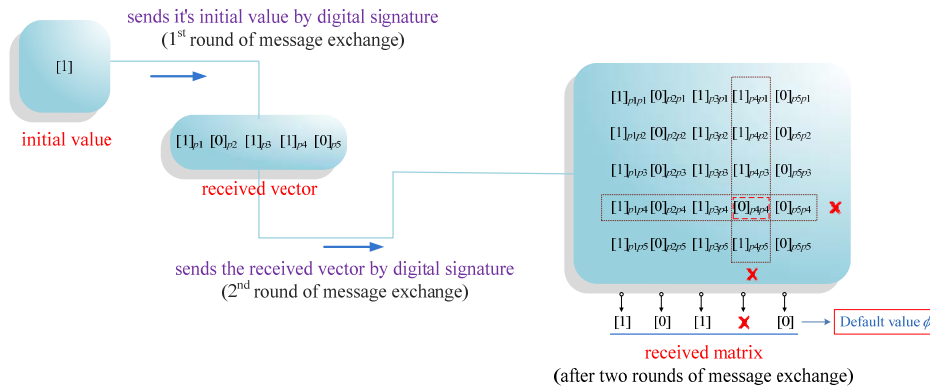 sends it's initial value by digital signature
(1st round of message exchange)
[1]
initial value
[1]p1 [0]p2 [1]p3 [1]p4 [0]p5
received vector
sends the received vector by digital signature
(2nd round of message exchange)
[1]p1p1 [0]p2p1 [1]p3p1 [1]p4p1 [0]p5p1
[1]p1p2 [0]p2p2 [1]p3p2 [1]p4p2 [0]p5p2
[1]p1p3 [0]p2p3 [1]p3p3 [1]p4p3 [0]p5p3
[1]p1p4 [0]p2p4 [1]p3p4 [0]p4p4 [0]p5p4 x
[1]p1p5 [0]p2p5 [1]p3p5 [1]p4p5 [0]p5p5
x
[1] [0] [1] x [0] Default value ϕ
received matrix
(after two rounds of message exchange)